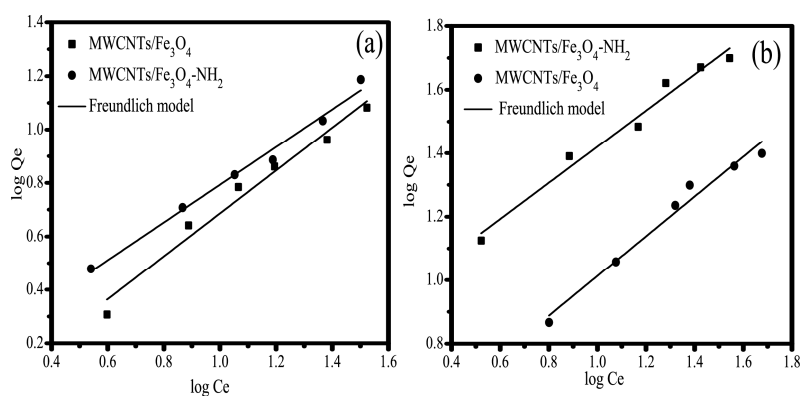 (a)
MWCNTs/Fe3O4
MWCNTs/Fe3O4-NH2
Freundlich model
log Qe
1.4
1.2
1.0
0.8
0.6
0.4
0.2
0.4 0.6 0.8 1.0 1.2 1.4 1.6
log Ce
(b)
MWCNTs/Fe3O4-NH2
MWCNTs/Fe3O4
Freundlich model
log Qe
1.8
1.6
1.4
1.2
1.0
0.8
0.4 0.6 0.8 1.0 1.2 1.4 1.6 1.8
log Ce